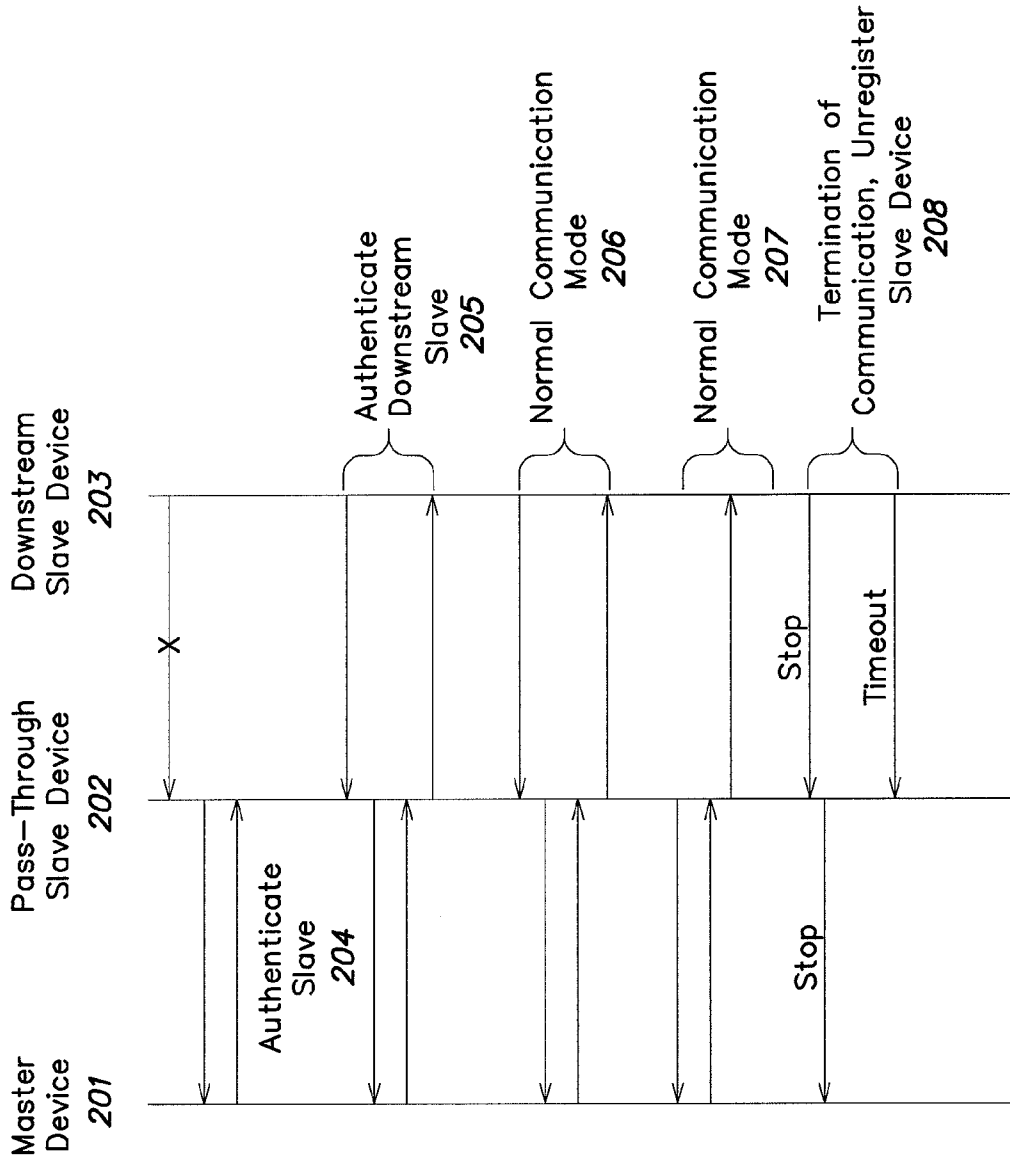 Master
Device
201
Pass-Through
Slave Device
202
Downstream
Slave Device
203
X
Authenticate
Slave
204
Authenticate
Downstream
Slave
205
Normal Communication
Mode
206
Normal Communication
Mode
207
Stop
Stop
Timeout
Termination of
Communication, Unregister
Slave Device
208